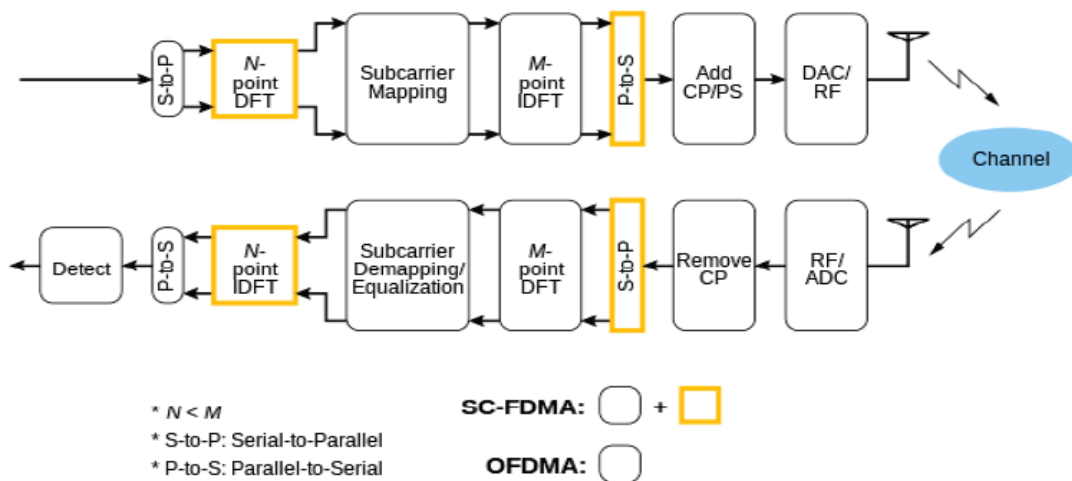 S-to-P
N-
point
DFT
Subcarrier
Mapping
M-
point
IDFT
P-to-S
Add
CP/PS
DAC/
RF
Channel
Detect
P-to-S
N-
point
IDFT
Subcarrier
Demapping/
Equalization
M-
point
DFT
S-to-P
Remove
CP
RF/
ADC
* N < M
* S-to-P: Serial-to-Parallel
* P-to-S: Parallel-to-Serial
SC-FDMA: +
OFDMA: